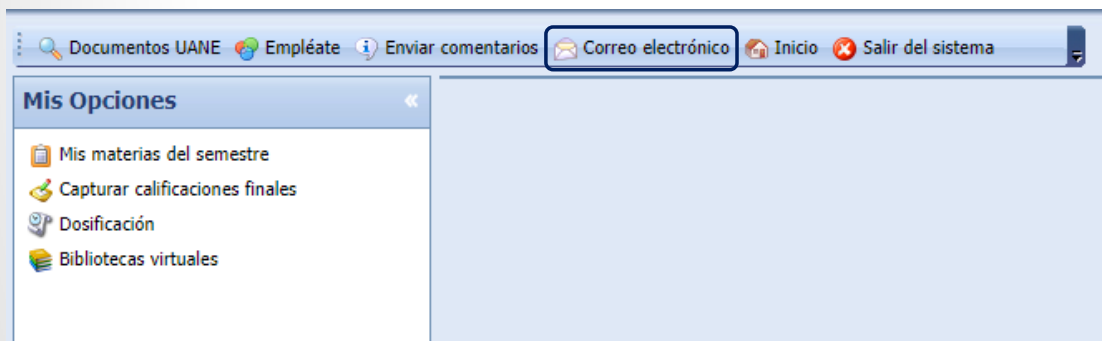 Documentos UANE Empléate Enviar comentarios Correo electrónico Inicio Salir del sistema
Mis Opciones
Mis materias del semestre
Capturar calificaciones finales
Dosificación
Bibliotecas virtuales